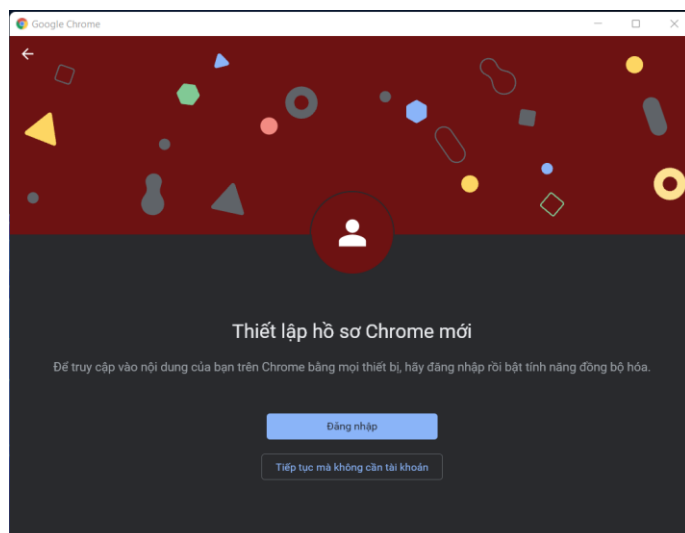 Google Chrome
Thiết lập hồ sơ Chrome mới
Để truy cập vào nội dung của bạn trên Chrome bằng mọi thiết bị, hãy đăng nhập rồi bật tính năng đồng bộ hóa.
Đăng nhập
Tiếp tục mà không cần tài khoản